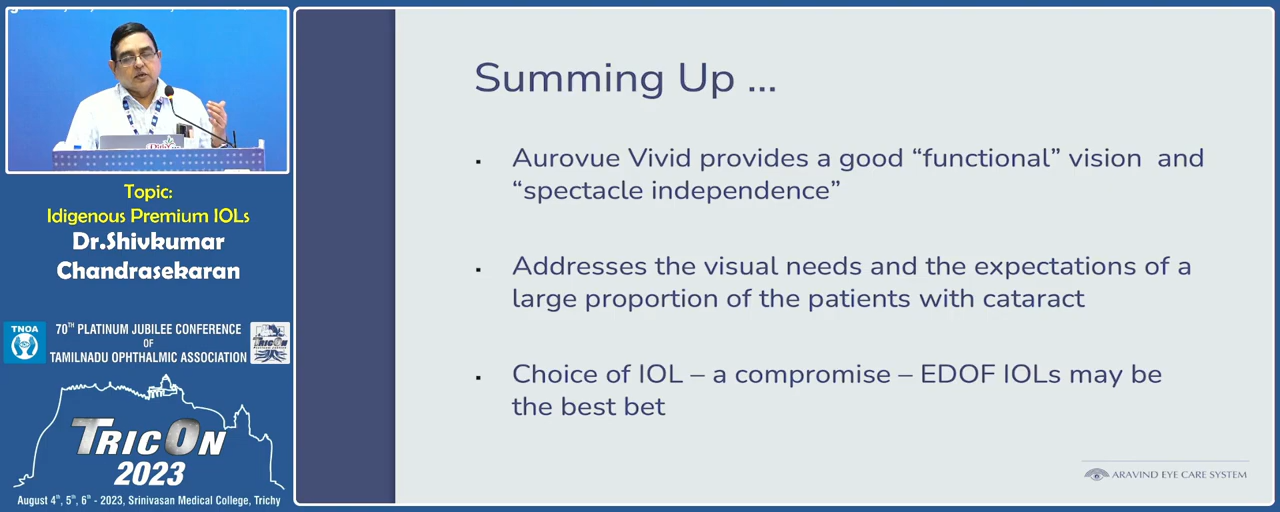 Topic:
Idigenous Premium IOLs
Dr.Shivkumar
Chandrasekaran
TNOA
70TH PLATINUM JUBILEE CONFERENCE
OF
TAMILNADU OPHTHALMIC ASSOCIATION
TRICON
TRICON
2023
August 4th, 5th, 6th - 2023, Srinivasan Medical College, Trichy
Summing Up ...
▪ Aurovue Vivid provides a good “functional” vision and
“spectacle independence”
▪ Addresses the visual needs and the expectations of a
large proportion of the patients with cataract
▪ Choice of IOL – a compromise – EDOF IOLs may be
the best bet
ARAVIND EYE CARE SYSTEM